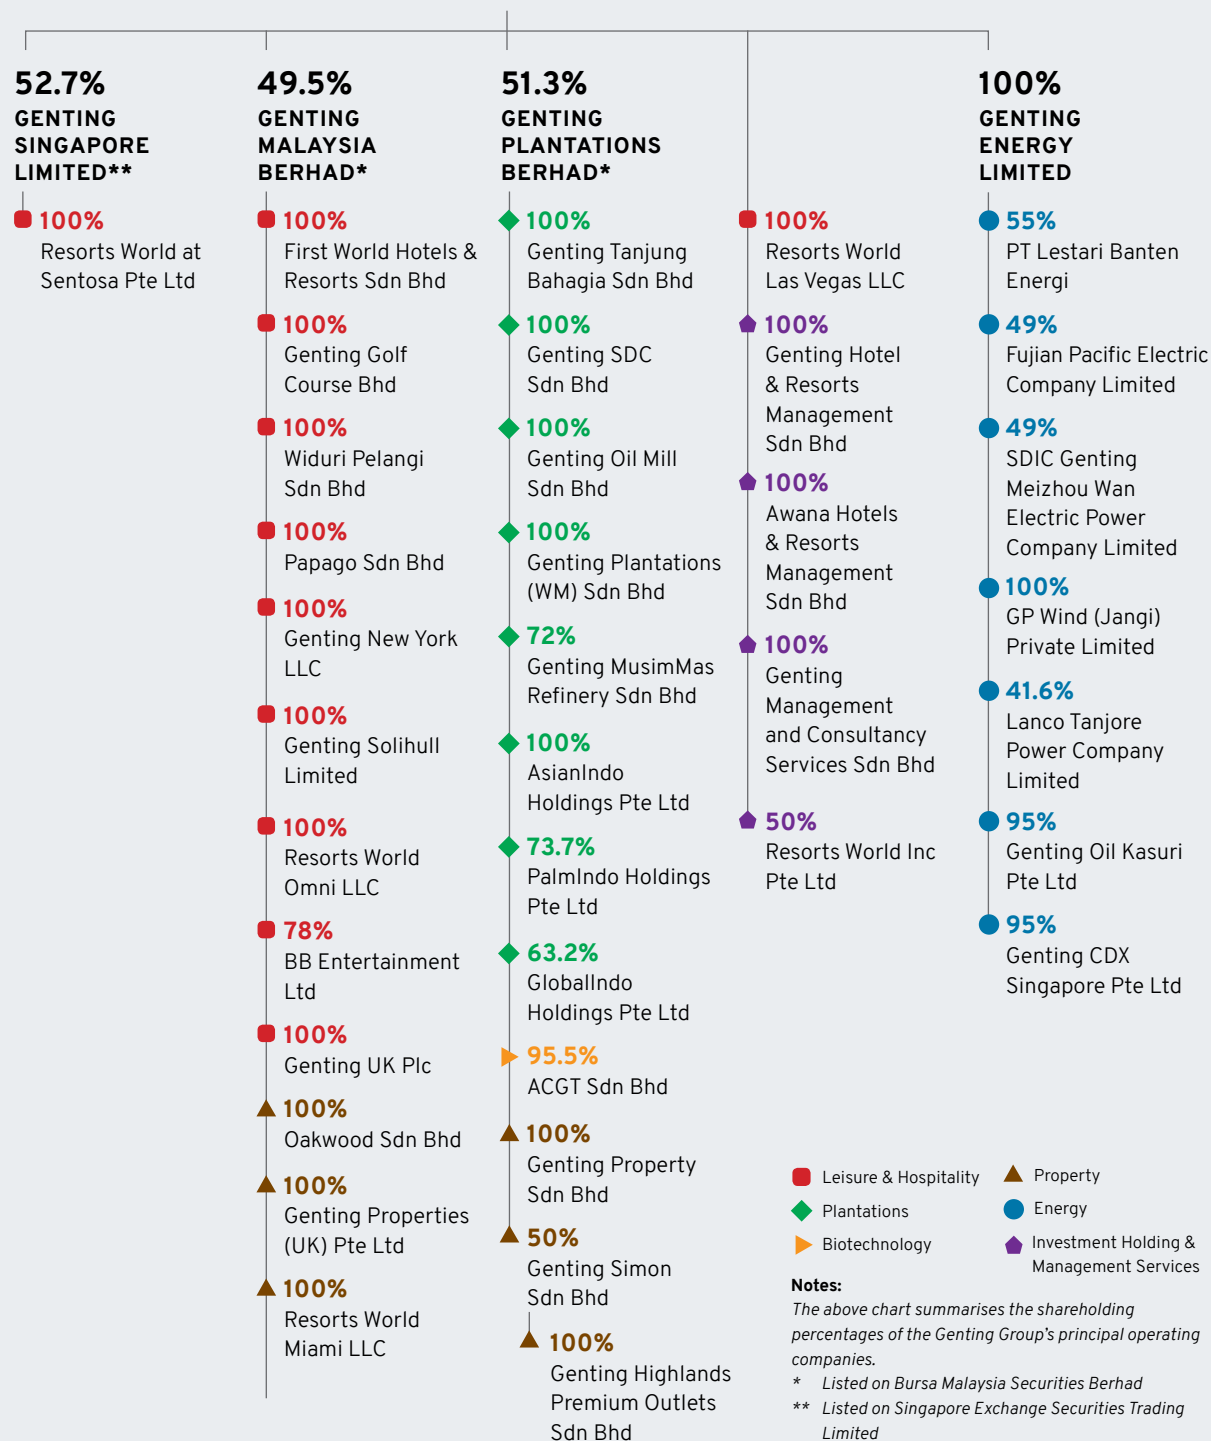 52.7%
GENTING
SINGAPORE
LIMITED**
100%
Resorts World at
Sentosa Pte Ltd
49.5%
GENTING
MALAYSIA
BERHAD*
100%
First World Hotels &
Resorts Sdn Bhd
100%
Genting Golf
Course Bhd
100%
Widuri Pelangi
Sdn Bhd
100%
Papago Sdn Bhd
100%
Genting New York
LLC
100%
Genting Solihull
Limited
100%
Resorts World
Omni LLC
78%
BB Entertainment
Ltd
100%
Genting UK Plc
100%
Oakwood Sdn Bhd
100%
Genting Properties
(UK) Pte Ltd
100%
Resorts World
Miami LLC
51.3%
GENTING
PLANTATIONS
BERHAD*
100%
Genting Tanjung
Bahagia Sdn Bhd
100%
Genting SDC
Sdn Bhd
100%
Genting Oil Mill
Sdn Bhd
100%
Genting Plantations
(WM) Sdn Bhd
72%
Genting MusimMas
Refinery Sdn Bhd
100%
AsianIndo
Holdings Pte Ltd
73.7%
PalmIndo Holdings
Pte Ltd
63.2%
GlobalIndo
Holdings Pte Ltd
95.5%
ACGT Sdn Bhd
100%
Genting Property
Sdn Bhd
50%
Genting Simon
Sdn Bhd
100%
Genting Highlands
Premium Outlets
Sdn Bhd
100%
Resorts World
Las Vegas LLC
100%
Genting Hotel
& Resorts
Management
Sdn Bhd
100%
Awana Hotels
& Resorts
Management
Sdn Bhd
100%
Genting
Management
and Consultancy
Services Sdn Bhd
50%
Resorts World Inc
Pte Ltd
100%
GENTING
ENERGY
LIMITED
55%
PT Lestari Banten
Energi
49%
Fujian Pacific Electric
Company Limited
49%
SDIC Genting
Meizhou Wan
Electric Power
Company Limited
100%
GP Wind (Jangi)
Private Limited
41.6%
Lanco Tanjore
Power Company
Limited
95%
Genting Oil Kasuri
Pte Ltd
95%
Genting CDX
Singapore Pte Ltd
Leisure & Hospitality
Plantations
Biotechnology
Property
Energy
Investment Holding &
Management Services
Notes:
The above chart summarises the shareholding
percentages of the Genting Group's principal operating
companies.
* Listed on Bursa Malaysia Securities Berhad
** Listed on Singapore Exchange Securities Trading
Limited